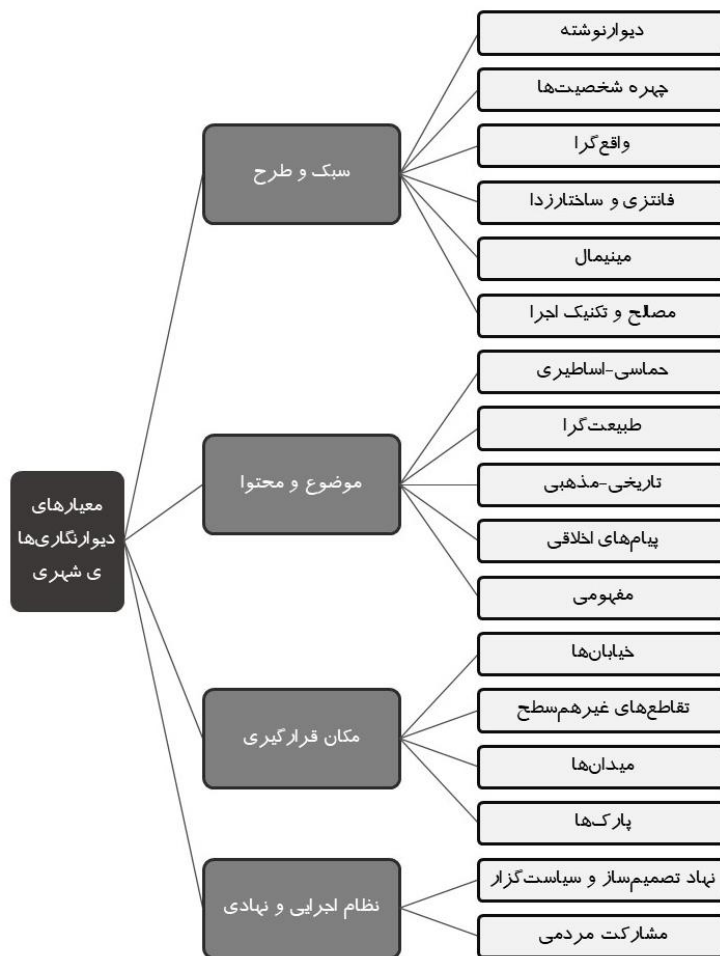 معیارهای
دیوارنگاری‌ها
ی شهری
سبک و طرح
دیوارنوشته
چهره شخصیت‌ها
واقع‌گرا
فانتزی و ساختارزدا
مینیمال
مصالح و تکنیک اجرا
موضوع و محتوا
حماسی-اساطیری
طبیعت‌گرا
تاریخی-مذهبی
پیام‌های اخلاقی
مفهومی
مکان قرارگیری
خیابان‌ها
تقاطع‌های غیرهم‌سطح
میدان‌ها
پارک‌ها
نظام اجرایی و نهادی
نهاد تصمیم‌ساز و سیاست‌گزار
مشارکت مردمی